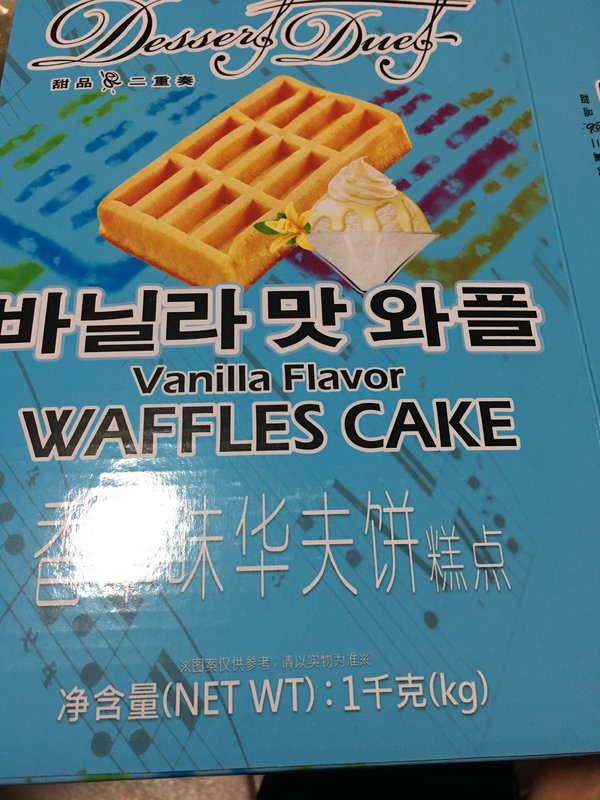 Dessert Duet
甜品 二重奏
바닐라 맛 와플
Vanilla Flavor
WAFFLES CAKE
香 味华夫饼 糕点
※图案仅供参考，请以实物为准※
净含量(NET WT)：1千克(kg)